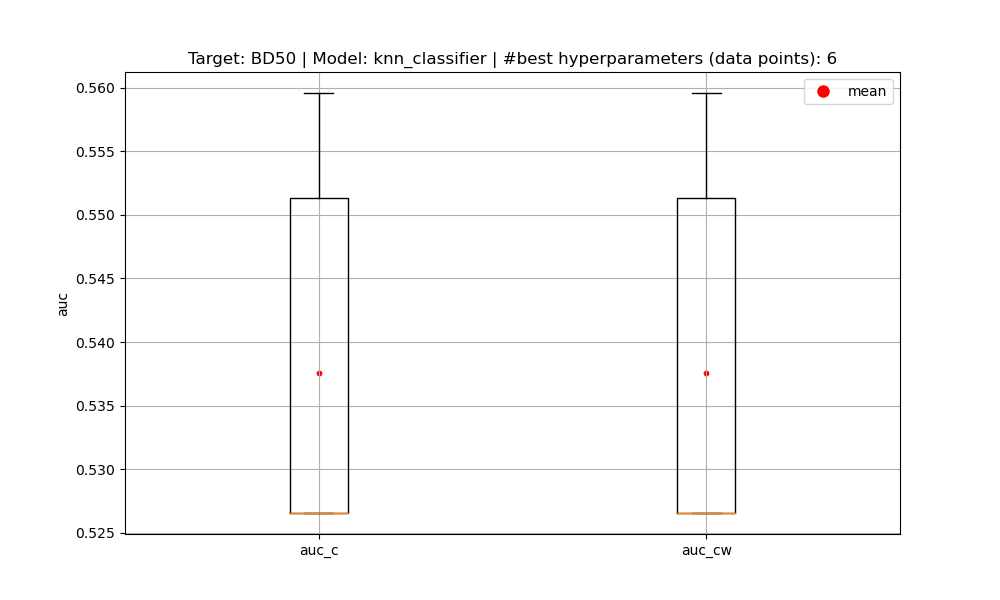 Target: BD50 | Model: knn_classifier | #best hyperparameters (data points): 6
mean
0.560
0.555
0.550
0.545
0.540
0.535
0.530
0.525
auc
auc_c
auc_cw